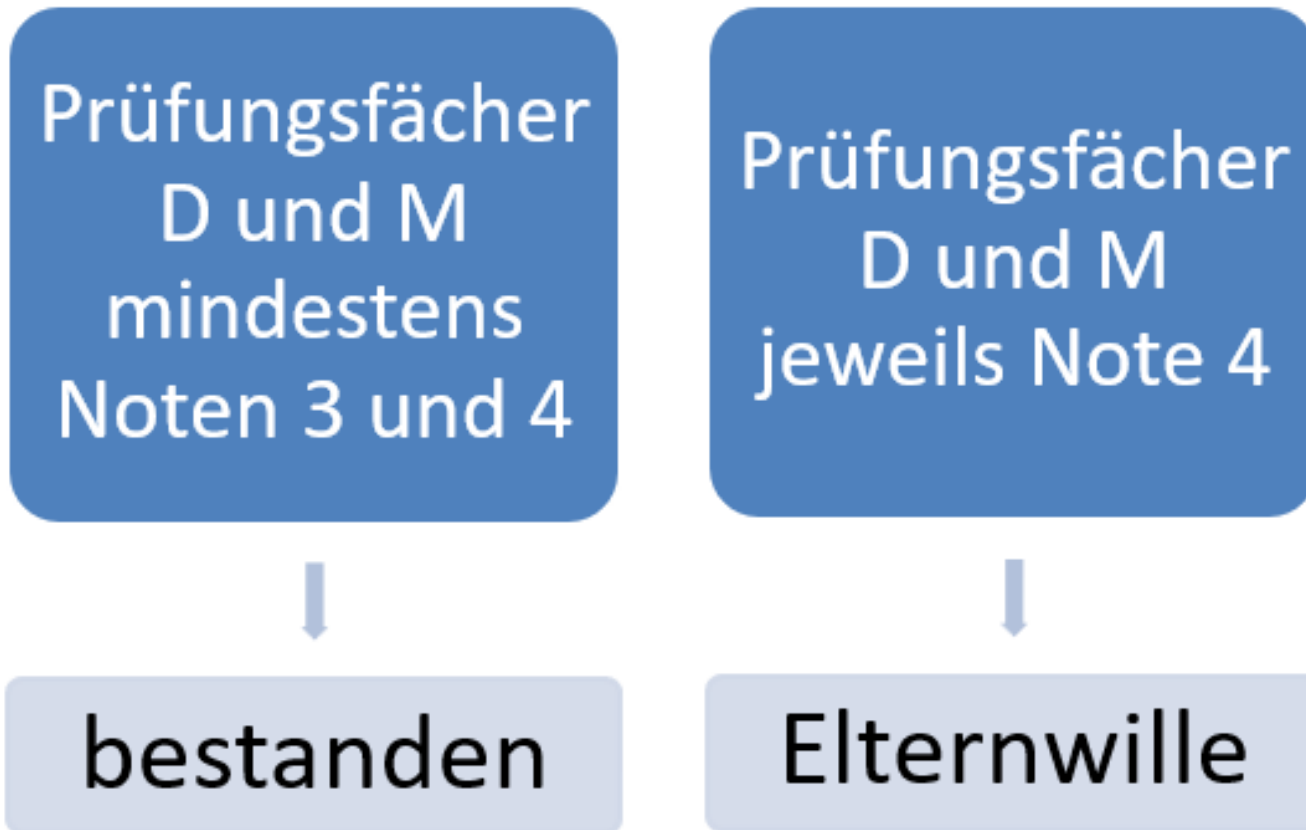 Prüfungsfächer
D und M
mindestens
Noten 3 und 4
bestanden
Prüfungsfächer
D und M
jeweils Note 4
Elternwille